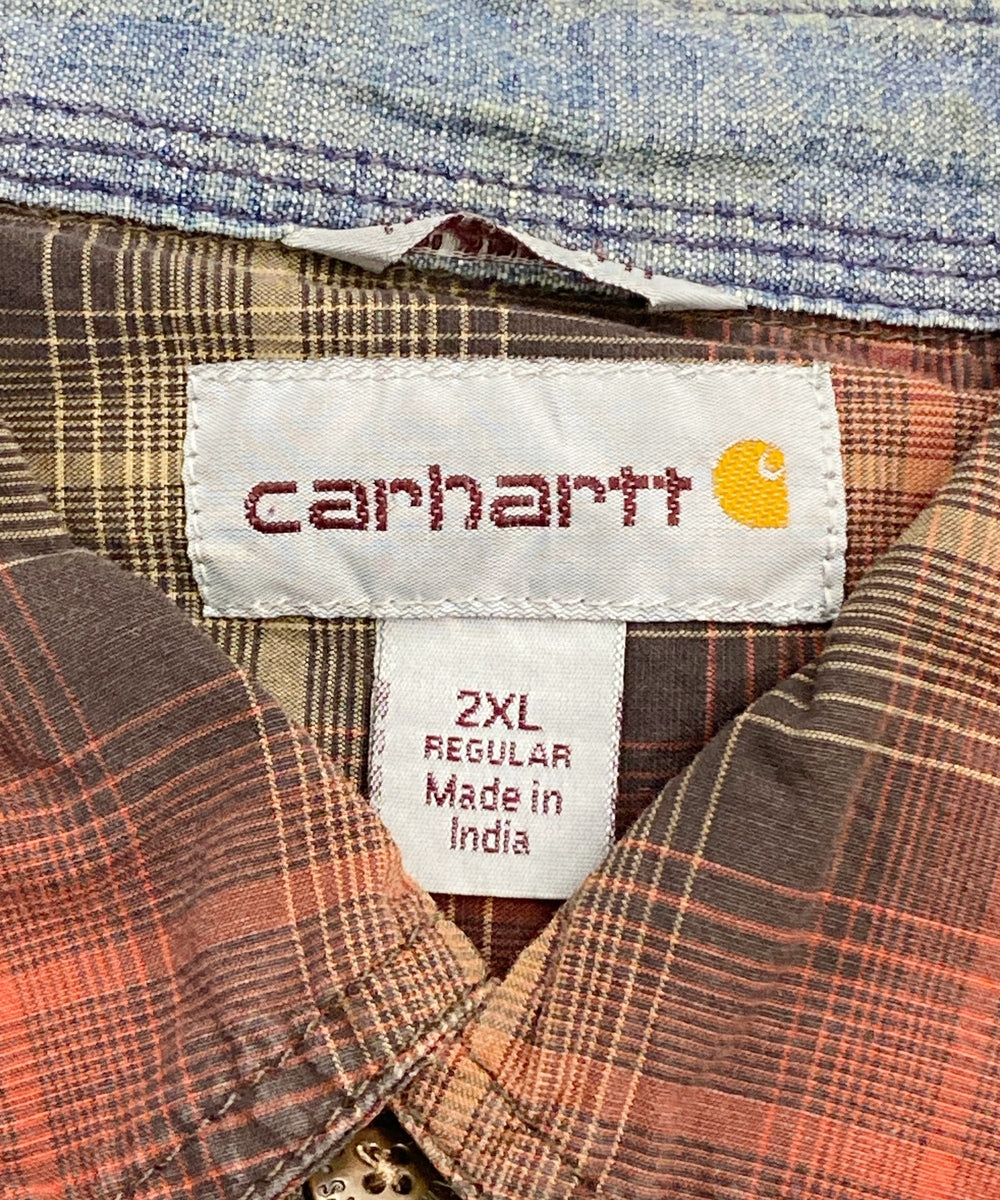 carhartt
2XL
REGULAR
Made in
India